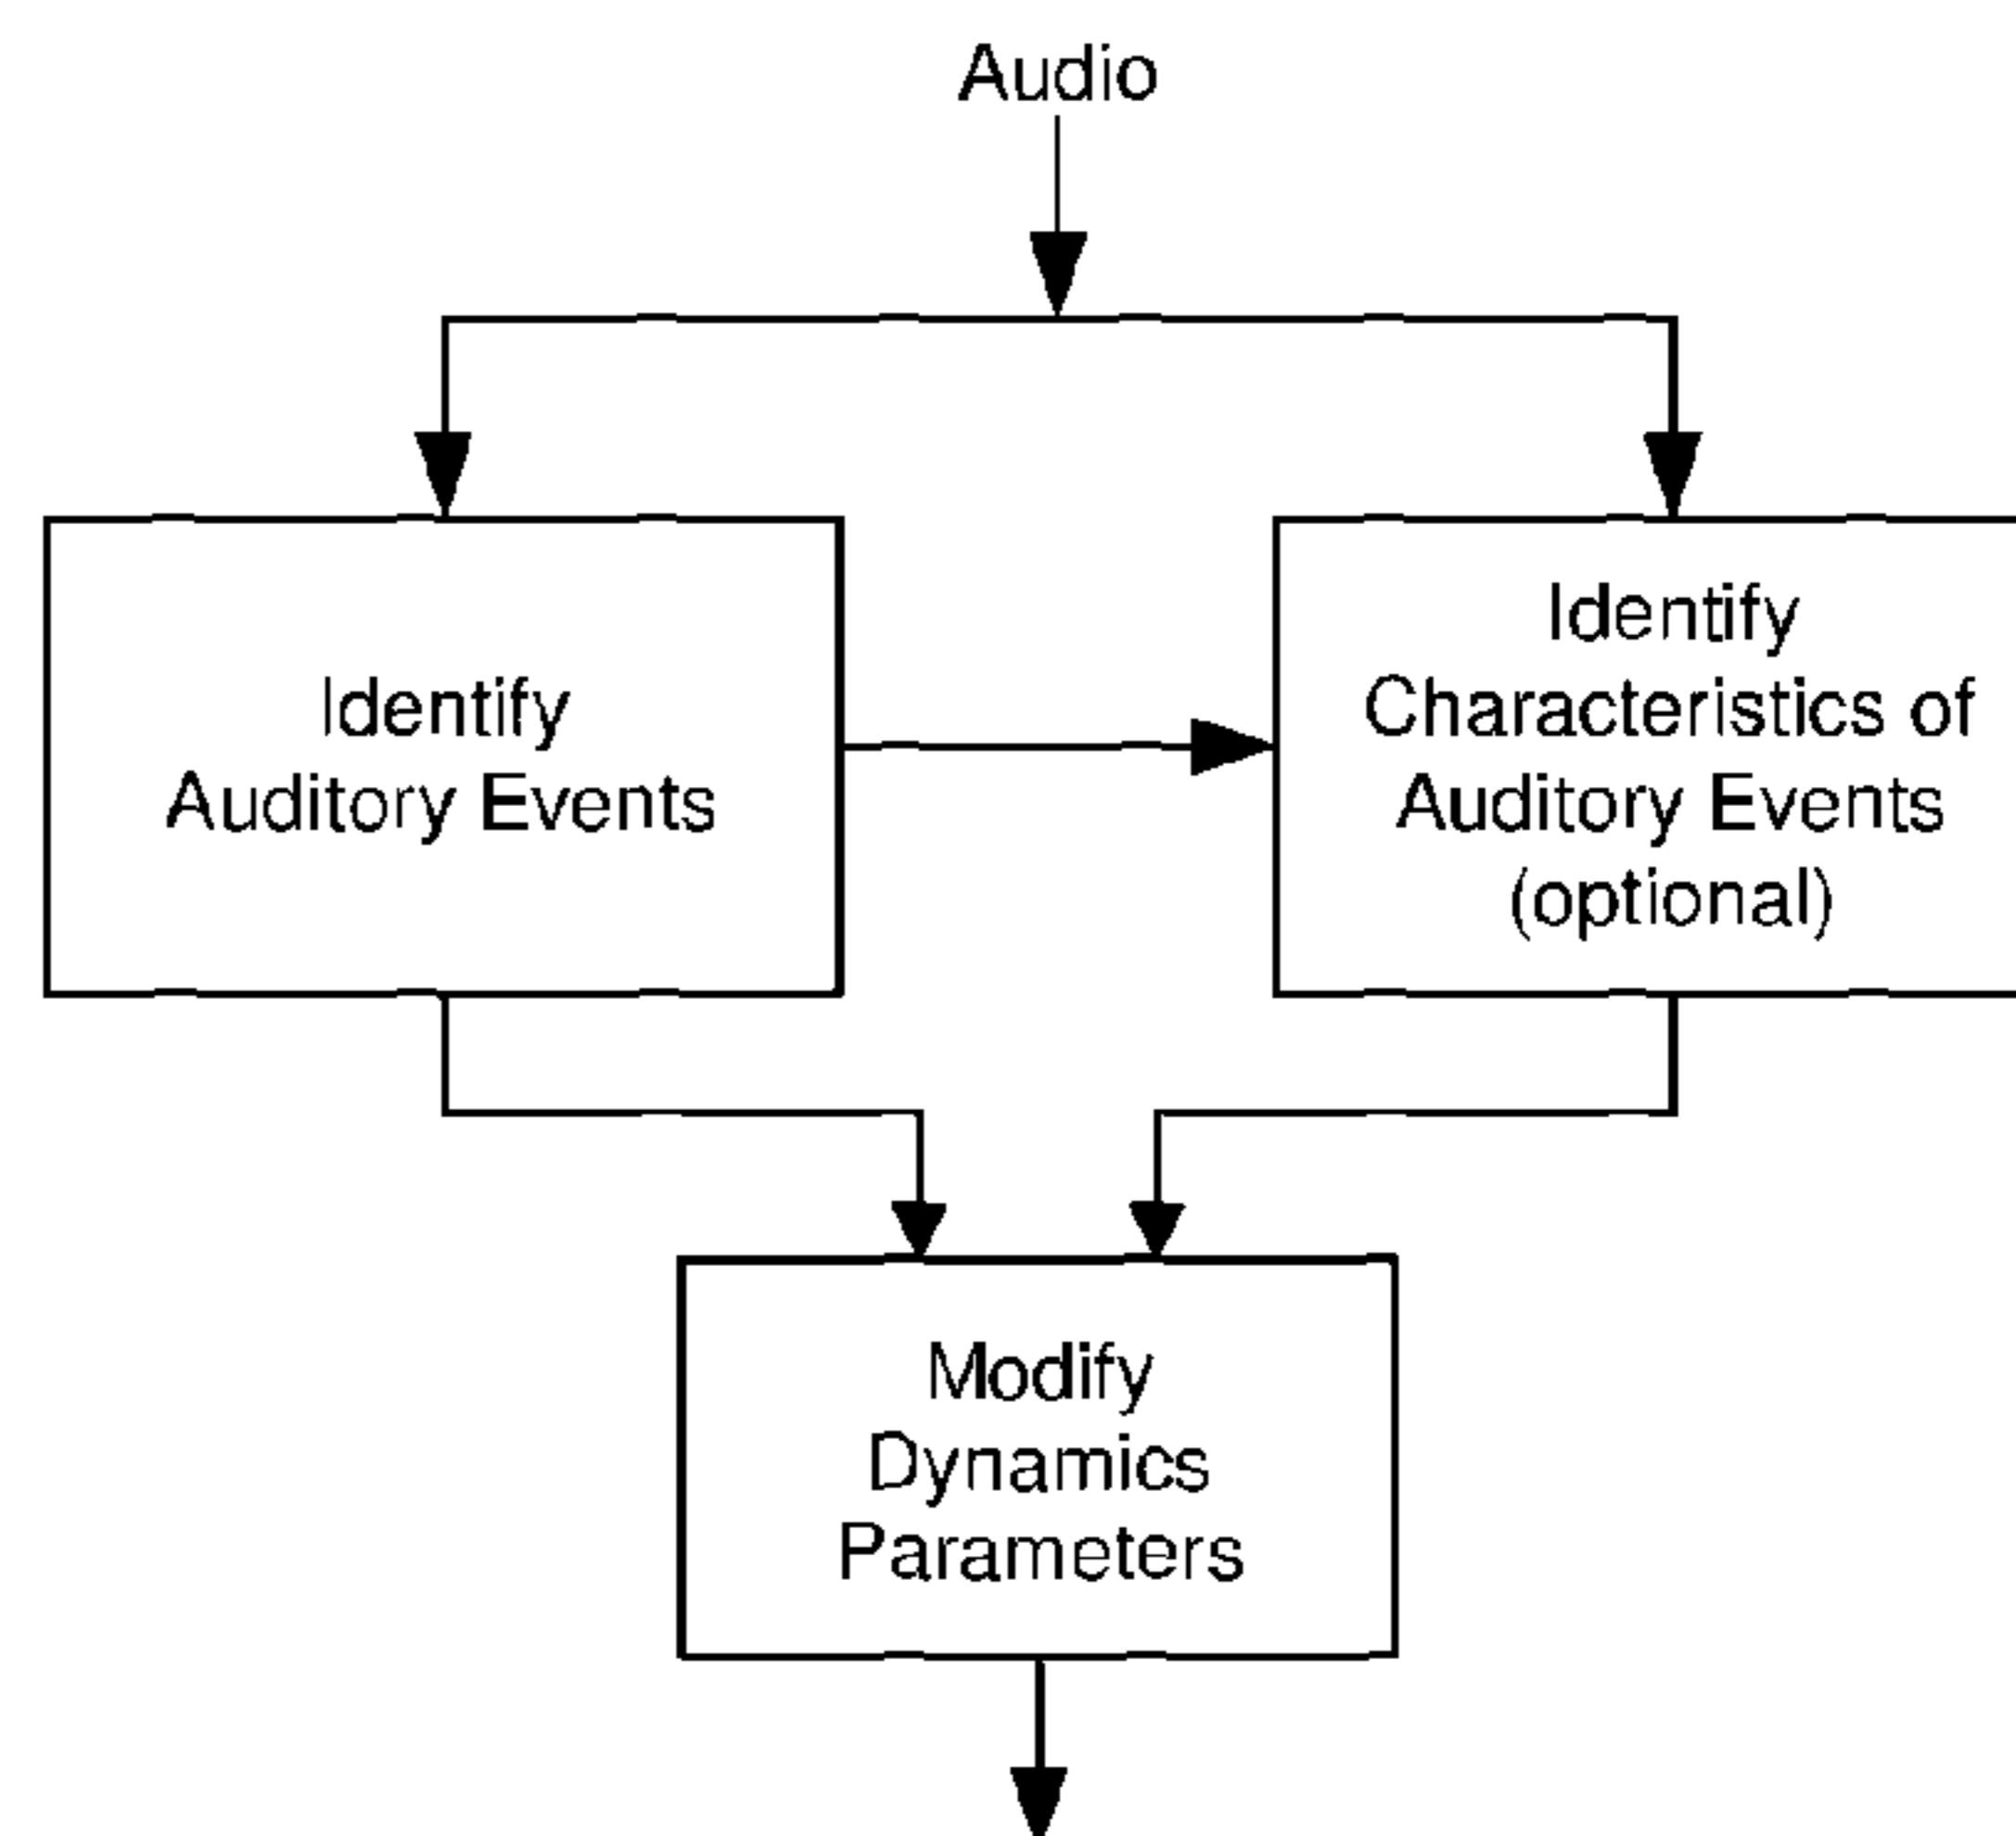 Audio
Identify
Auditory Events
Identify
Characteristics of
Auditory Events
(optional)
Modify
Dynamics
Parameters